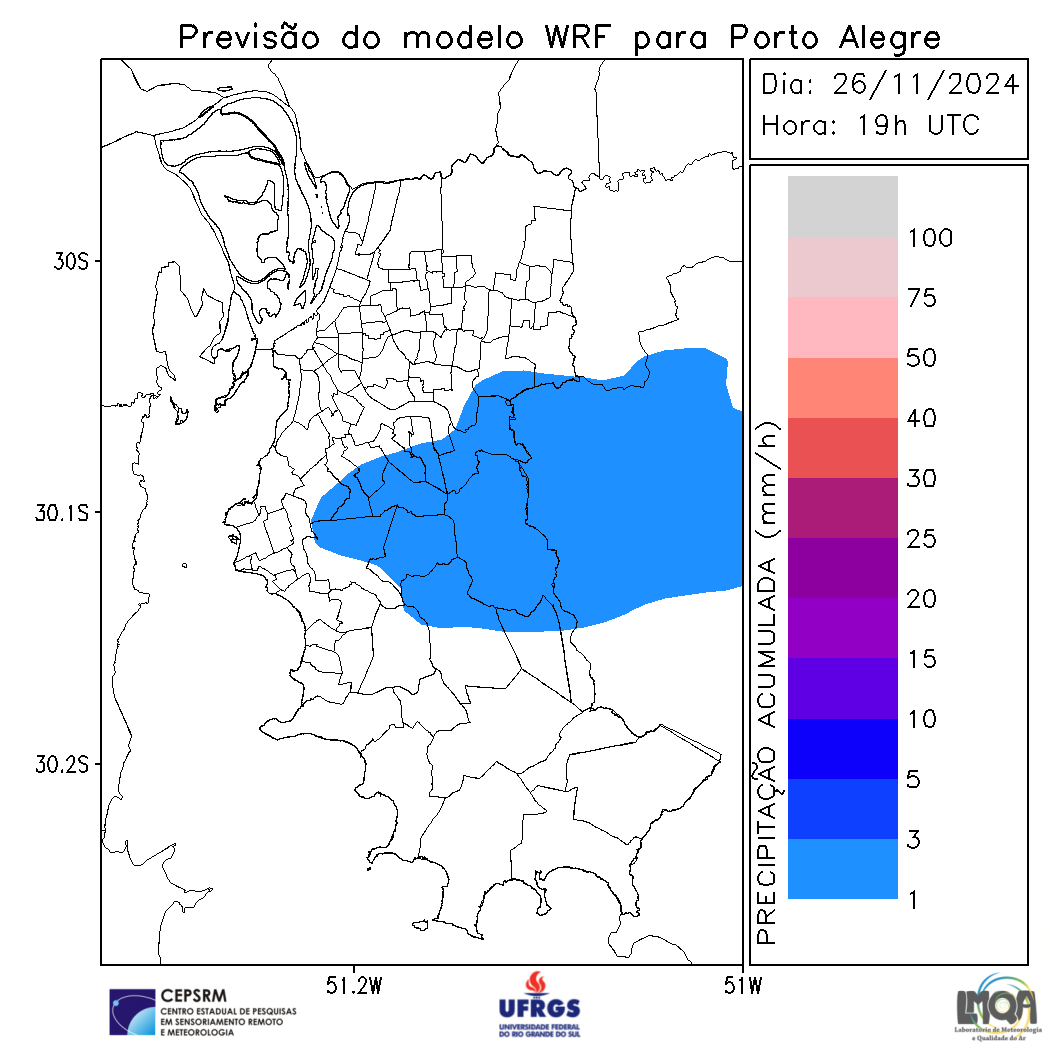 Previsão do modelo WRF para Porto Alegre
Dia: 26/11/2024
Hora: 19h UTC
100
75
50
40
30
25
20
15
10
5
3
1
PRECIPITAÇÃO ACUMULADA (mm/h)
30S
30.1S
30.2S
51.2W
51W
CEPSRM
CENTRO ESTADUAL DE PESQUISAS
EM SENSORIAMENTO REMOTO
E METEOROLOGIA
UFRGS
UNIVERSIDADE FEDERAL
DO RIO GRANDE DO SUL
LMQA
Laboratório de Meteorologia
e Qualidade do Ar